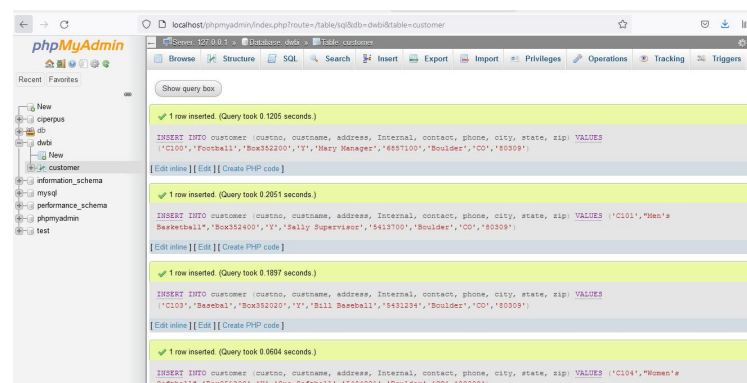 localhost/phpmyadmin/index.php?route=/table/sql&db=dwbi&table=customer
phpMyAdmin
Recent Favorites
New
ciperpus
db
dwbi
New
customer
information_schema
mysql
performance_schema
phpmyadmin
test
Server: 127.0.0.1 » Database: dwbi » Table: customer
Browse Structure SQL Search Insert Export Import Privileges Operations Tracking Triggers
Show query box
1 row inserted. (Query took 0.1205 seconds.)
INSERT INTO customer (custno, custname, address, Internal, contact, phone, city, state, zip) VALUES
('C100','Football','Box352200','Y','Mary Manager','6857100','Boulder','CO','80309')
[ Edit inline ] [ Edit ] [ Create PHP code ]
1 row inserted. (Query took 0.2051 seconds.)
INSERT INTO customer (custno, custname, address, Internal, contact, phone, city, state, zip) VALUES ('C101',"Men's
Basketball",'Box352400','Y','Sally Supervisor','5413700','Boulder','CO','80309')
[ Edit inline ] [ Edit ] [ Create PHP code ]
1 row inserted. (Query took 0.1897 seconds.)
INSERT INTO customer (custno, custname, address, Internal, contact, phone, city, state, zip) VALUES
('C103','Basebal','Box352020','Y','Bill Baseball','5431234','Boulder','CO','80309')
[ Edit inline ] [ Edit ] [ Create PHP code ]
1 row inserted. (Query took 0.0604 seconds.)
INSERT INTO customer (custno, custname, address, Internal, contact, phone, city, state, zip) VALUES ('C104',"Women's